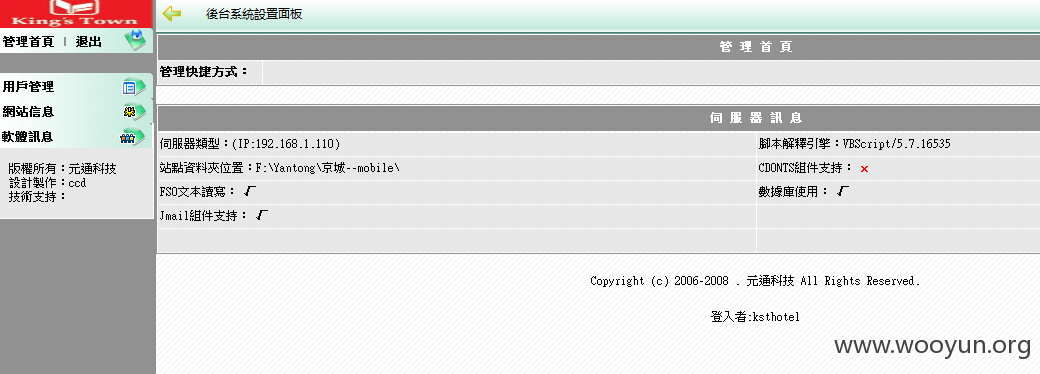 King's Town
管理首頁 | 退出
用戶管理
網站信息
軟體訊息
版權所有：元通科技
設計製作：ccd
技術支持：
後台系統設置面板
管 理 首 頁
管理快捷方式：
伺 服 器 訊 息
伺服器類型：(IP:192.168.1.110)
腳本解釋引擎：VBScript/5.7.16535
站點資料夾位置：F:\Yantong\京城--mobile\
CDONTS組件支持：×
FSO文本讀寫：√
數據庫使用：√
Jmail組件支持：√
Copyright (c) 2006-2008 . 元通科技 All Rights Reserved.
登入者:ksthotel
www.wooyun.org